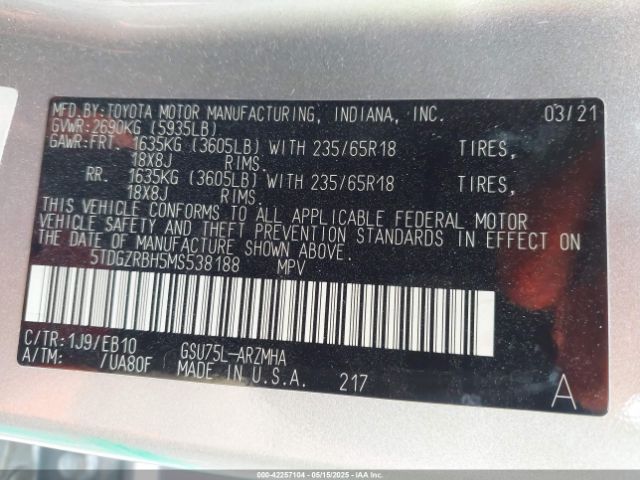 MFD.BY:TOYOTA MOTOR MANUFACTURING, INDIANA, INC. 03/21
GVWR:2690KG (5935LB)
GAWR:FRT 1635KG (3605LB) WITH 235/65R18 TIRES,
18X8J RIMS.
RR. 1635KG (3605LB) WITH 235/65R18 TIRES,
18X8J RIMS.
THIS VEHICLE CONFORMS TO ALL APPLICABLE FEDERAL MOTOR
VEHICLE SAFETY AND THEFT PREVENTION STANDARDS IN EFFECT ON
THE DATE OF MANUFACTURE SHOWN ABOVE.
5TDGZRBH5MS538188 MPV
C/TR:1J9/EB10 GSU75L-ARZMHA
A/TM: /UA80F MADE IN U.S.A. 217 A
000-42257104 - 05/15/2025 - IAAI.COM